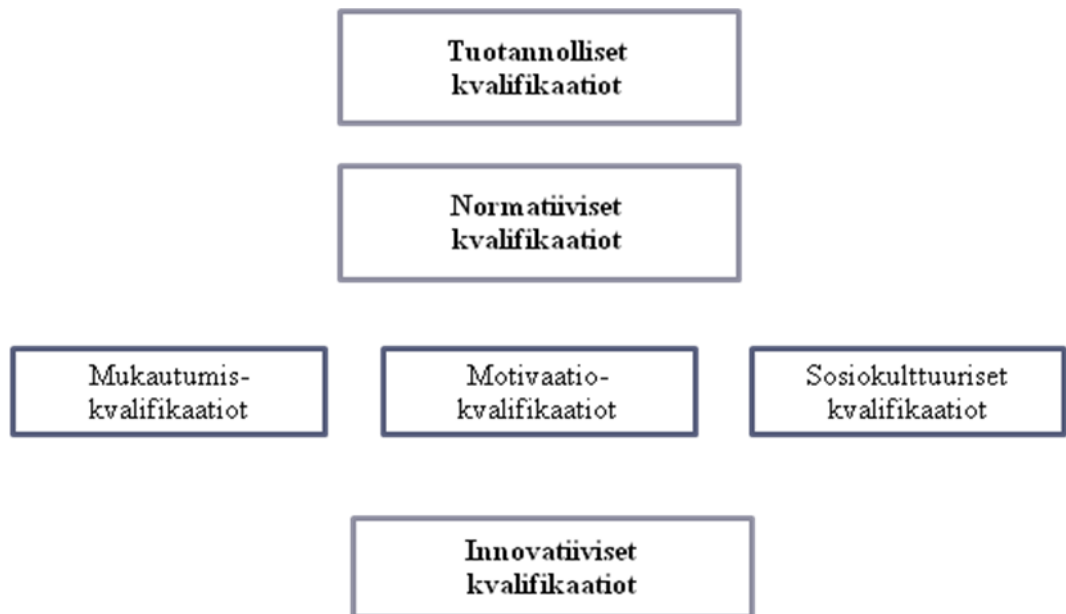 Tuotannolliset
kvalifikaatiot
Normatiiviset
kvalifikaatiot
Mukautumis-
kvalifikaatiot
Motivaatio-
kvalifikaatiot
Sosiokulttuuriset
kvalifikaatiot
Innovatiiviset
kvalifikaatiot